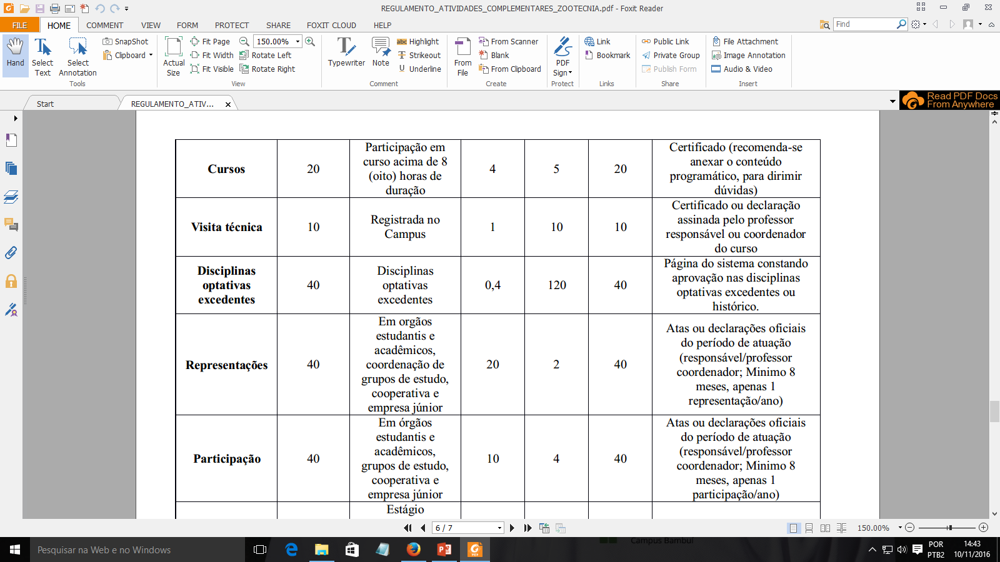 REGULAMENTO_ATIVIDADES_COMPLEMENTARES_ZOOTECNIA.pdf - Foxit Reader
FILE HOME COMMENT VIEW FORM PROTECT SHARE FOXIT CLOUD HELP Find
Hand
Select
Text
Select
Annotation
SnapShot
Clipboard
Tools
Actual
Size
Fit Page
Fit Width
Fit Visible
150.00%
Rotate Left
Rotate Right
View
Typewriter
Note
abc Highlight
Strikeout
Underline
Comment
From
File
From Scanner
Blank
From Clipboard
Create
PDF
Sign
Protect
Link
Bookmark
Links
Public Link
Private Group
Publish Form
Share
File Attachment
Image Annotation
Audio & Video
Insert
Start
REGULAMENTO_ATIV...
Read PDF Docs
From Anywhere
Cursos
20
Participação em
curso acima de 8
(oito) horas de
duração
4
5
20
Certificado (recomenda-se
anexar o conteúdo
programático, para dirimir
dúvidas)
Visita técnica
10
Registrada no
Campus
1
10
10
Certificado ou declaração
assinada pelo professor
responsável ou coordenador
do curso
Disciplinas
optativas
excedentes
40
Disciplinas
optativas
excedentes
0,4
120
40
Página do sistema constando
aprovação nas disciplinas
optativas excedentes ou
histórico.
Representações
40
Em orgãos
estudantis e
acadêmicos,
coordenação de
grupos de estudo,
cooperativa e
empresa júnior
20
2
40
Atas ou declarações oficiais
do período de atuação
(responsável/professor
coordenador; Minimo 8
meses, apenas 1
representação/ano)
Participação
40
Em órgãos
estudantis e
acadêmicos,
grupos de estudo,
cooperativa e
empresa júnior
10
4
40
Atas ou declarações oficiais
do período de atuação
(responsável/professor
coordenador; Minimo 8
meses, apenas 1
participação/ano)
Estágio
6 / 7
150.00%
Campus Bambuí
Pesquisar na Web e no Windows
POR
PTB2
14:43
10/11/2016